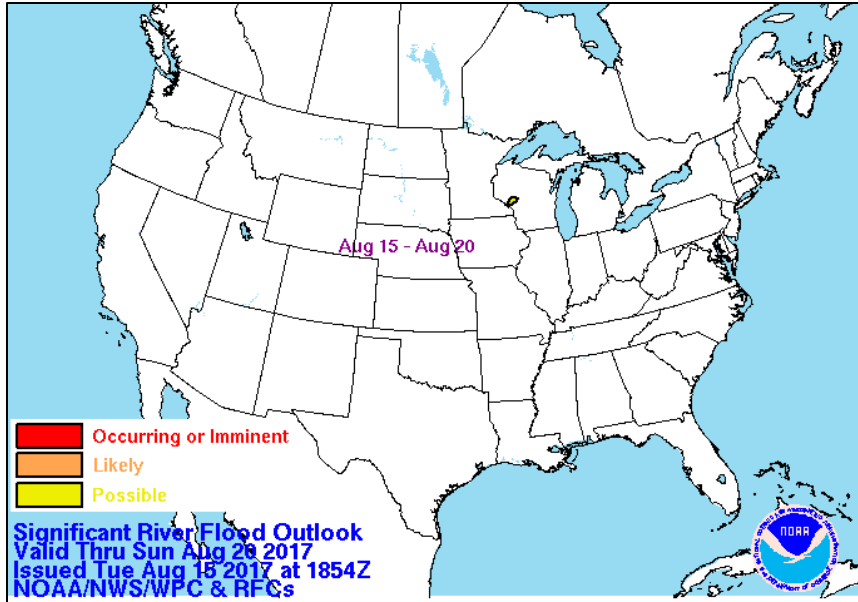 Aug 15 - Aug 20
Occurring or Imminent
Likely
Possible
Significant River Flood Outlook
Valid Thru Sun Aug 20 2017
Issued Tue Aug 15 2017 at 1854Z
NOAA/NWS/WPC & RFCs
NOAA